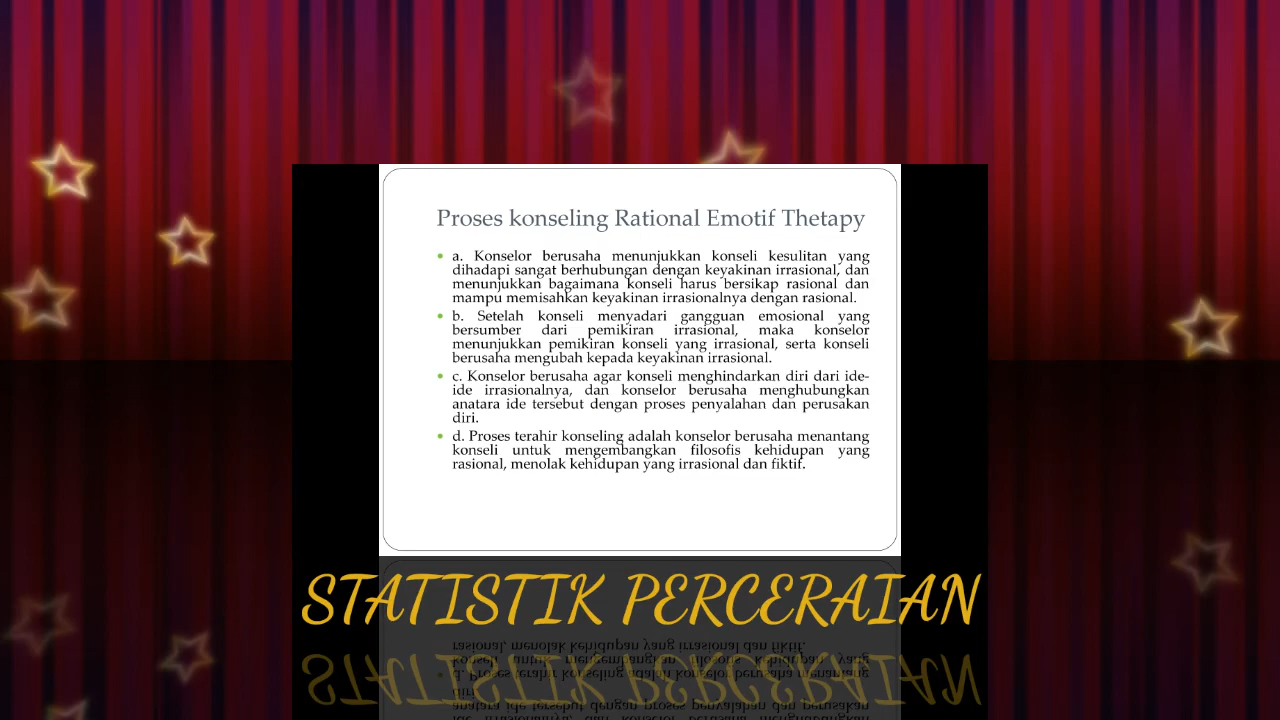 Proses konseling Rational Emotif Thetapy
• a. Konselor berusaha menunjukkan konseli kesulitan yang
dihadapi sangat berhubungan dengan keyakinan irrasional, dan
menunjukkan bagaimana konseli harus bersikap rasional dan
mampu memisahkan keyakinan irrasionalnya dengan rasional.
• b. Setelah konseli menyadari gangguan emosional yang
bersumber dari pemikiran irrasional, maka konselor
menunjukkan pemikiran konseli yang irrasional, serta konseli
berusaha mengubah kepada keyakinan irrasional.
• c. Konselor berusaha agar konseli menghindarkan diri dari ide-
ide irrasionalnya, dan konselor berusaha menghubungkan
anatara ide tersebut dengan proses penyalahan dan perusakan
diri.
• d. Proses terahir konseling adalah konselor berusaha menantang
konseli untuk mengembangkan filosofis kehidupan yang
rasional, menolak kehidupan yang irrasional dan fiktif.
STATISTIK PERCERAIAN